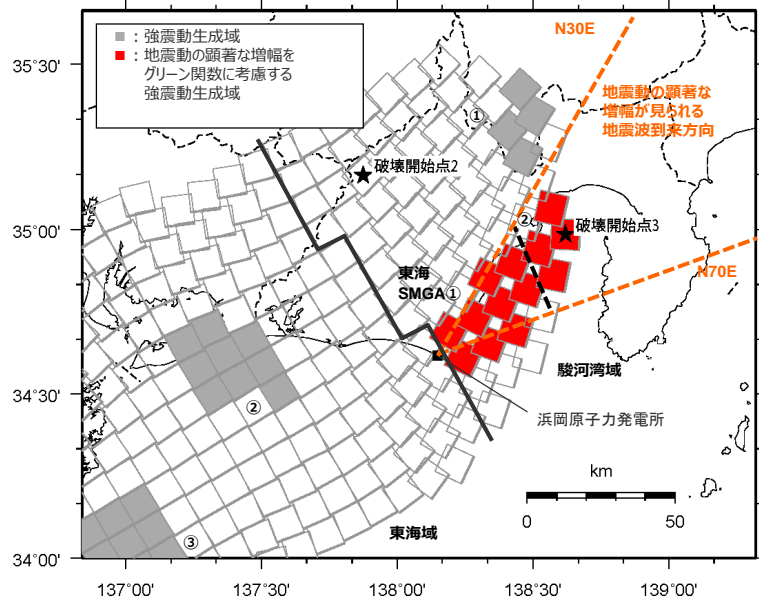 ■：強震動生成域
■：地震動の顕著な増幅を
グリーン関数に考慮する
強震動生成域
N30E
地震動の顕著な
増幅が見られる
地震波到来方向
①
破壊開始点2
②
破壊開始点3
N70E
東海
SMGA①
駿河湾域
浜岡原子力発電所
②
km
0
50
東海域
③
35°30'
35°00'
34°30'
34°00'
137°00'
137°30'
138°00'
138°30'
139°00'